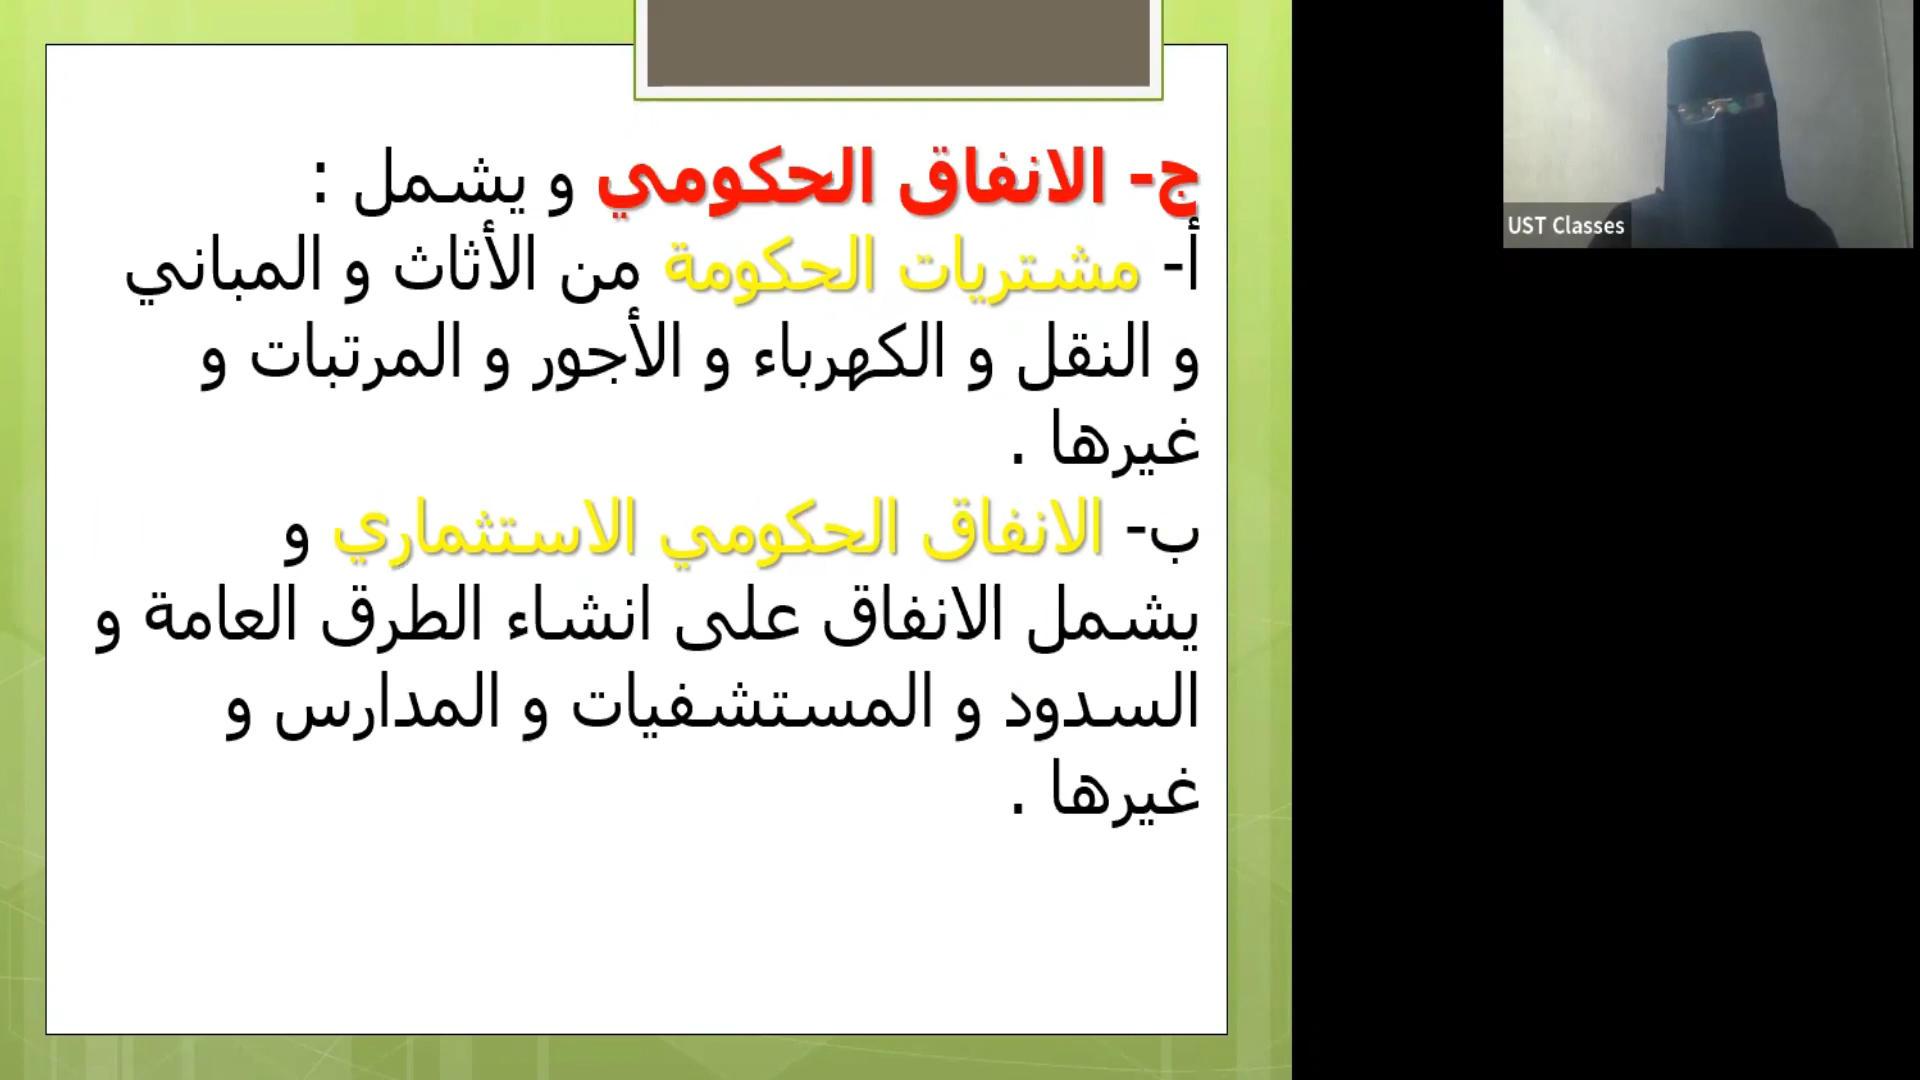 ج- الانفاق الحكومي و يشمل :
أ- مشتريات الحكومة من الأثاث و المباني
و النقل و الكهرباء و الأجور و المرتبات و
غيرها .
ب- الانفاق الحكومي الاستثماري و
يشمل الانفاق على انشاء الطرق العامة و
السدود و المستشفيات و المدارس و
غيرها .
UST Classes